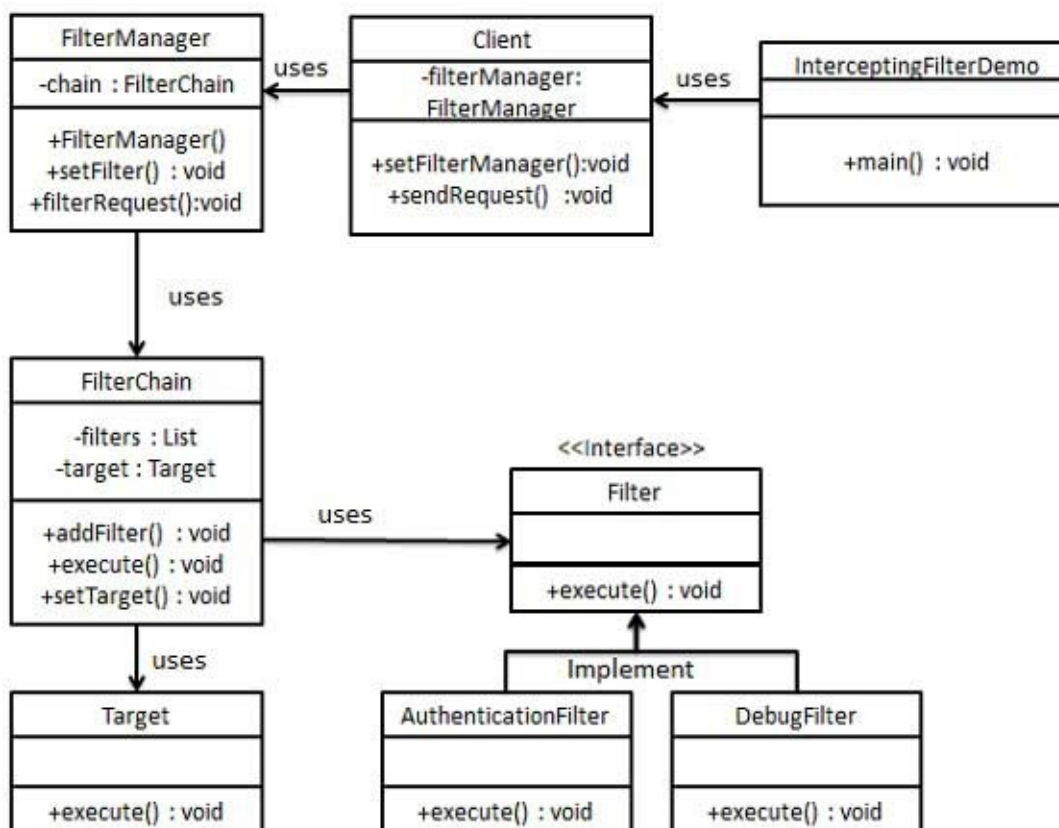 FilterManager
-chain : FilterChain
+FilterManager()
+setFilter() : void
+filterRequest():void
uses
Client
-filterManager:
FilterManager
+setFilterManager():void
+sendRequest() :void
uses
InterceptingFilterDemo
+main() : void
uses
FilterChain
-filters : List
-target : Target
+addFilter() : void
+execute() : void
+setTarget() : void
uses
<<Interface>>
Filter
+execute() : void
uses
Implement
Target
+execute() : void
AuthenticationFilter
+execute() : void
DebugFilter
+execute() : void